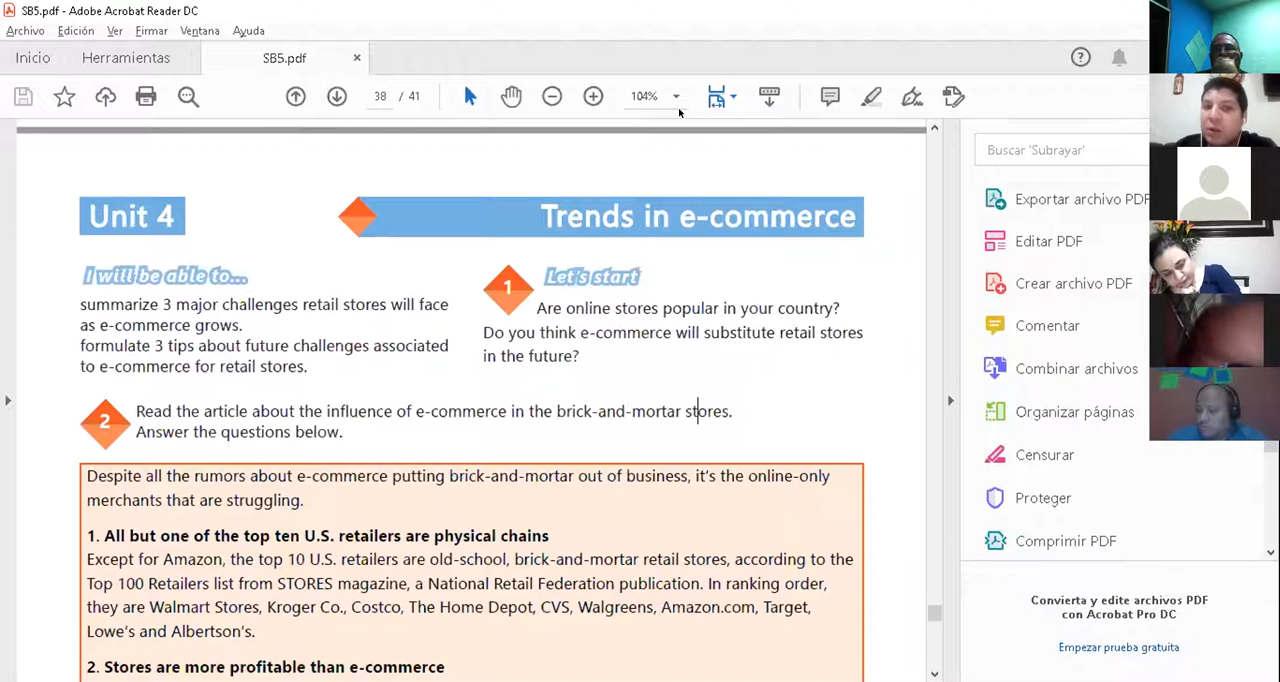 SB5.pdf - Adobe Acrobat Reader DC
Archivo Edición Ver Firmar Ventana Ayuda
Inicio Herramientas SB5.pdf ×
38 / 41 104%
Unit 4 Trends in e-commerce
I will be able to...
summarize 3 major challenges retail stores will face
as e-commerce grows.
formulate 3 tips about future challenges associated
to e-commerce for retail stores.
1 Let's start
Are online stores popular in your country?
Do you think e-commerce will substitute retail stores
in the future?
2 Read the article about the influence of e-commerce in the brick-and-mortar stores.
Answer the questions below.
Despite all the rumors about e-commerce putting brick-and-mortar out of business, it's the online-only
merchants that are struggling.
1. All but one of the top ten U.S. retailers are physical chains
Except for Amazon, the top 10 U.S. retailers are old-school, brick-and-mortar retail stores, according to the
Top 100 Retailers list from STORES magazine, a National Retail Federation publication. In ranking order,
they are Walmart Stores, Kroger Co., Costco, The Home Depot, CVS, Walgreens, Amazon.com, Target,
Lowe's and Albertson's.
2. Stores are more profitable than e-commerce
Buscar 'Subrayar'
Exportar archivo PDF
Editar PDF
Crear archivo PDF
Comentar
Combinar archivos
Organizar páginas
Censurar
Proteger
Comprimir PDF
Convierta y edite archivos PDF
con Acrobat Pro DC
Empezar prueba gratuita